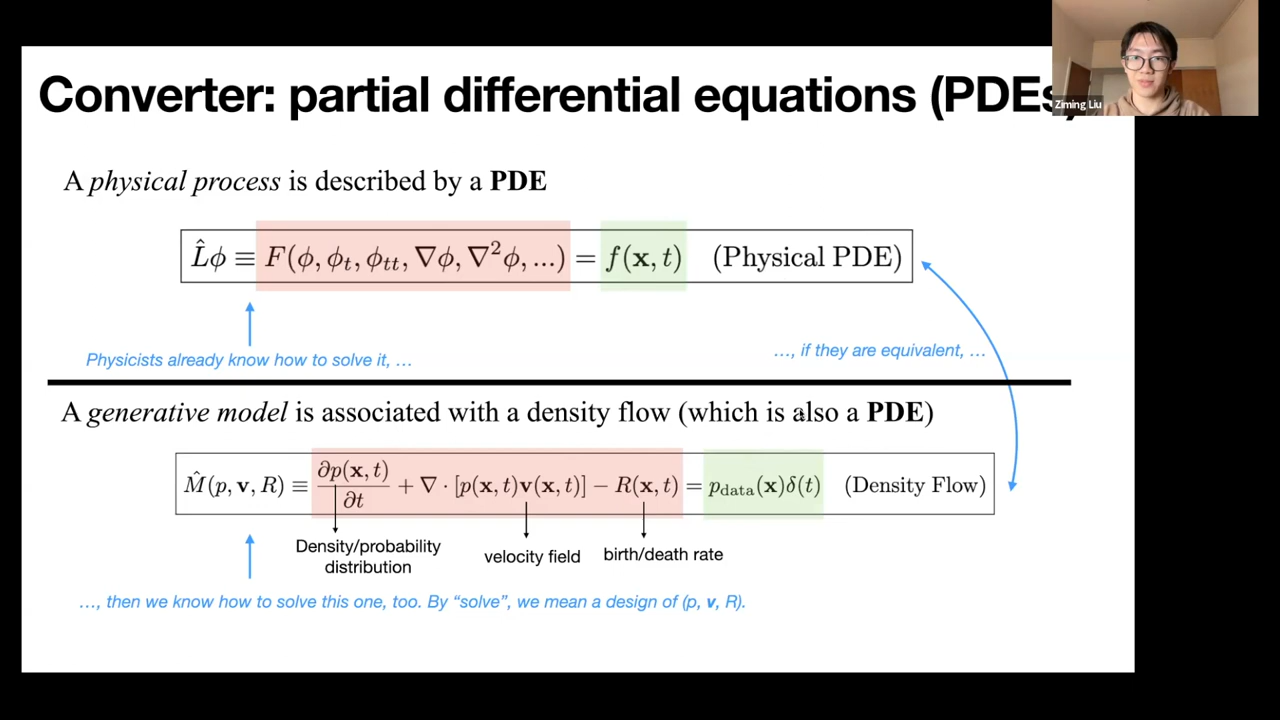 Converter: partial differential equations (PDEs)
Ziming Liu
A physical process is described by a PDE
L̂ϕ ≡ F(ϕ, ϕ_t, ϕ_tt, ∇ϕ, ∇²ϕ, ...) = f(x, t) (Physical PDE)
Physicists already know how to solve it, …
…, if they are equivalent, …
A generative model is associated with a density flow (which is also a PDE)
M̂(p, v, R) ≡ ∂p(x, t)/∂t + ∇ · [p(x, t)v(x, t)] − R(x, t) = p_data(x)δ(t) (Density Flow)
Density/probability
distribution
velocity field
birth/death rate
…, then we know how to solve this one, too. By “solve”, we mean a design of (p, v, R).